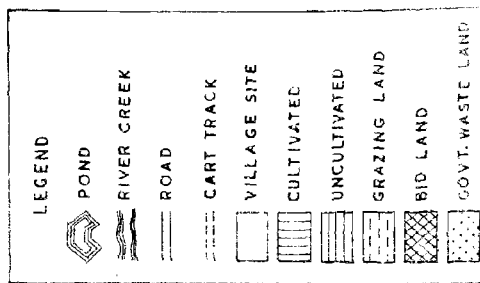 LEGEND
POND
RIVER CREEK
ROAD
CART TRACK
VILLAGE SITE
CULTIVATED
UNCULTIVATED
GRAZING LAND
BID LAND
GOVT. WASTE LAND